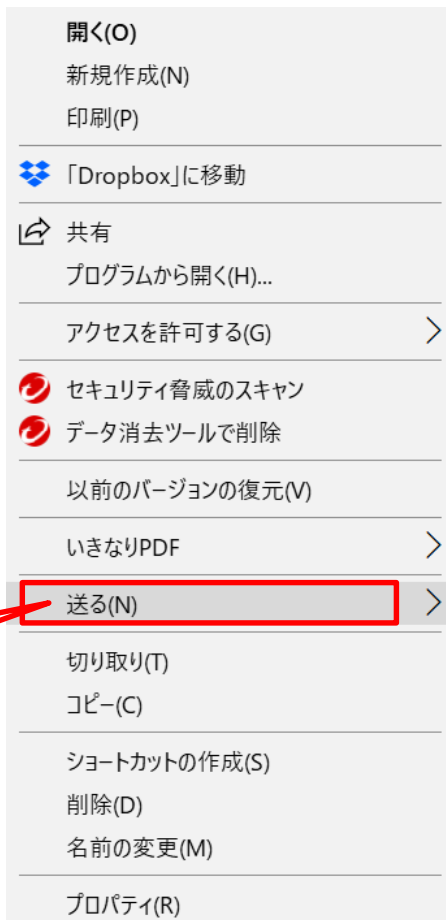 開く(O)
新規作成(N)
印刷(P)
「Dropbox」に移動
共有
プログラムから開く(H)...
アクセスを許可する(G)
セキュリティ脅威のスキャン
データ消去ツールで削除
以前のバージョンの復元(V)
いきなりPDF
送る(N)
切り取り(T)
コピー(C)
ショートカットの作成(S)
削除(D)
名前の変更(M)
プロパティ(R)